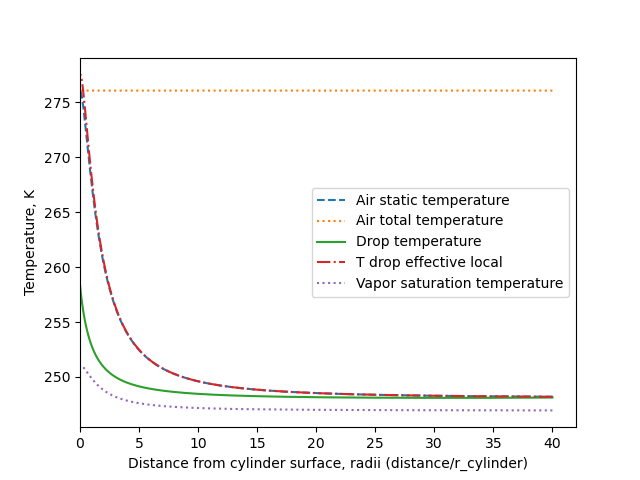 275
270
265
260
255
250
Temperature, K
Air static temperature
Air total temperature
Drop temperature
T drop effective local
Vapor saturation temperature
0
5
10
15
20
25
30
35
40
Distance from cylinder surface, radii (distance/r_cylinder)